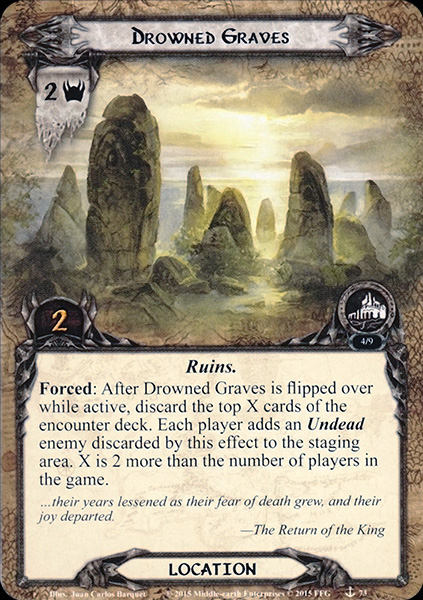 Drowned Graves
2
2
4/9
Ruins.
Forced: After Drowned Graves is flipped over
while active, discard the top X cards of the
encounter deck. Each player adds an Undead
enemy discarded by this effect to the staging
area. X is 2 more than the number of players in
the game.
...their years lessened as their fear of death grew, and their
joy departed.
—The Return of the King
LOCATION
Illus. Juan Carlos Barquet © 2015 Middle-earth Enterprises © 2015 FFG 73